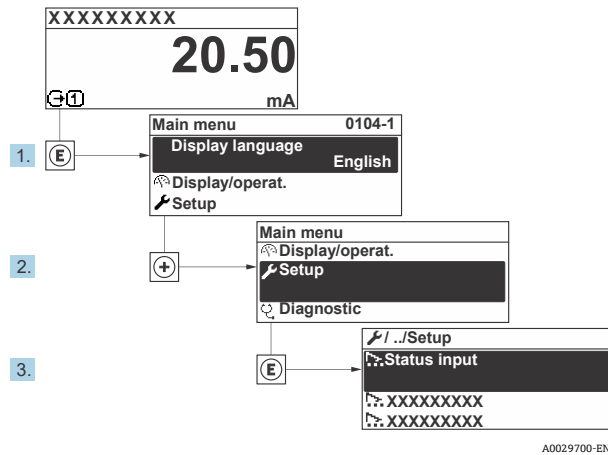 XXXXXXXXX
20.50
1
mA
1.
E
Main menu 0104-1
Display language
English
Display/operat.
Setup
2.
+
Main menu
Display/operat.
Setup
Diagnostic
3.
E
/ ../Setup
Status input
XXXXXXXXX
XXXXXXXXX
A0029700-EN